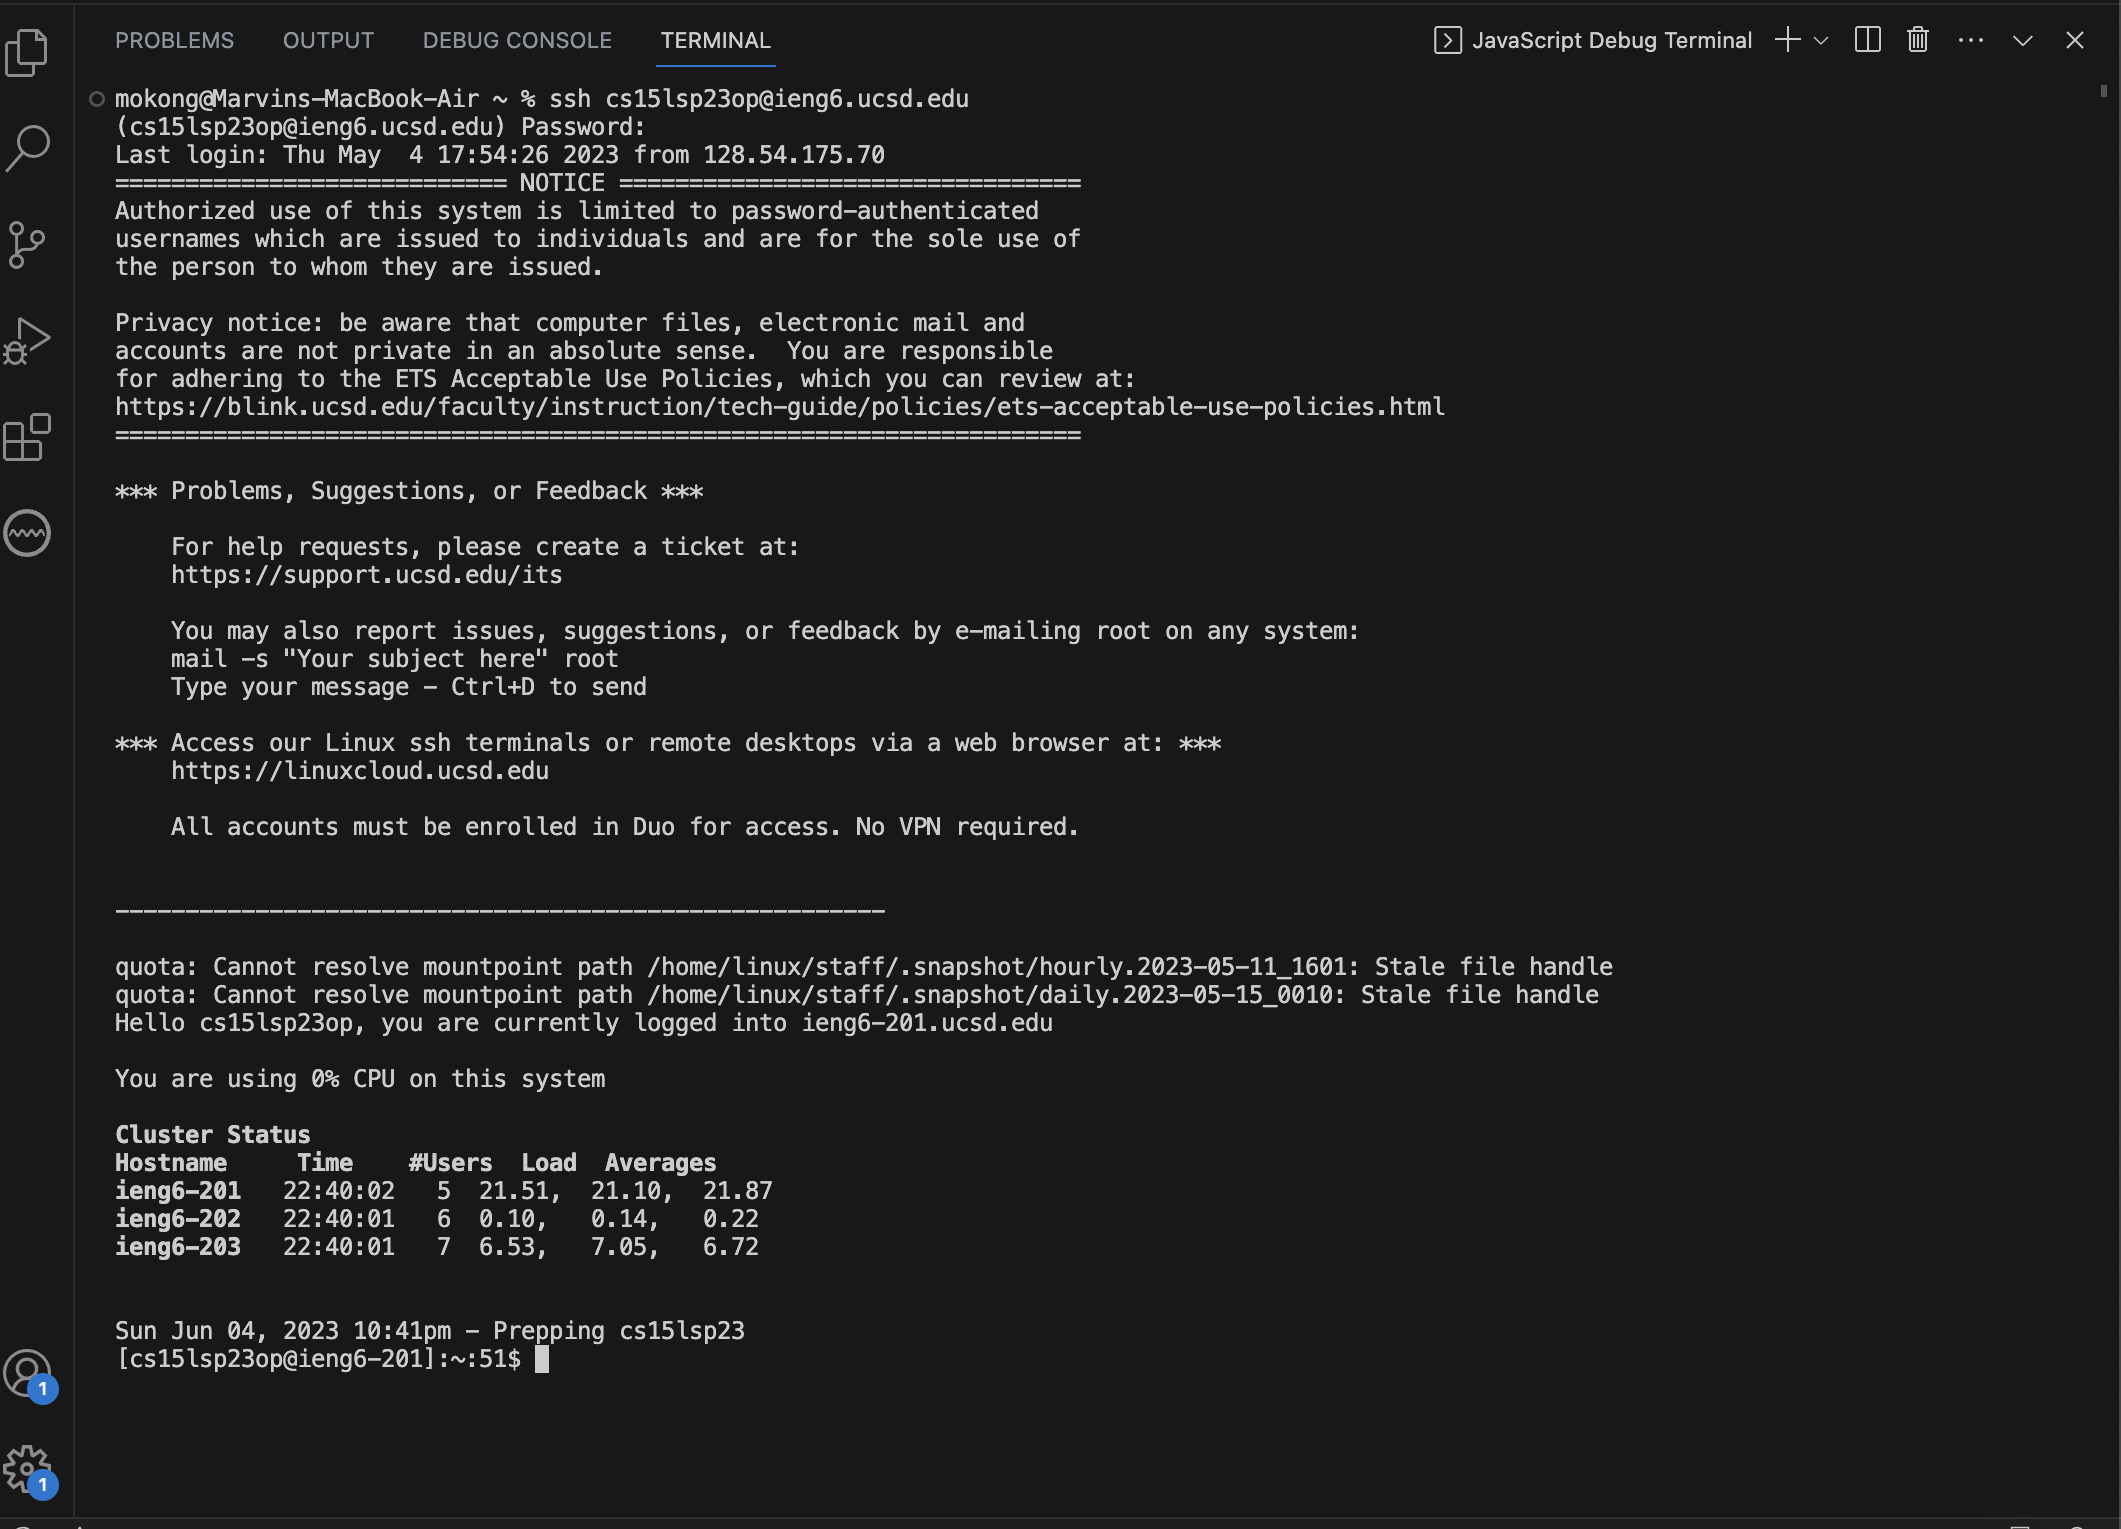 PROBLEMS OUTPUT DEBUG CONSOLE TERMINAL JavaScript Debug Terminal
mokong@Marvins-MacBook-Air ~ % ssh cs15lsp23op@ieng6.ucsd.edu
(cs15lsp23op@ieng6.ucsd.edu) Password:
Last login: Thu May  4 17:54:26 2023 from 128.54.175.70
============================ NOTICE =================================
Authorized use of this system is limited to password-authenticated
usernames which are issued to individuals and are for the sole use of
the person to whom they are issued.

Privacy notice: be aware that computer files, electronic mail and
accounts are not private in an absolute sense.  You are responsible
for adhering to the ETS Acceptable Use Policies, which you can review at:
https://blink.ucsd.edu/faculty/instruction/tech-guide/policies/ets-acceptable-use-policies.html
=====================================================================

*** Problems, Suggestions, or Feedback ***

    For help requests, please create a ticket at:
    https://support.ucsd.edu/its

    You may also report issues, suggestions, or feedback by e-mailing root on any system:
    mail -s "Your subject here" root
    Type your message - Ctrl+D to send

*** Access our Linux ssh terminals or remote desktops via a web browser at: ***
    https://linuxcloud.ucsd.edu

    All accounts must be enrolled in Duo for access. No VPN required.

-------------------------------------------------------

quota: Cannot resolve mountpoint path /home/linux/staff/.snapshot/hourly.2023-05-11_1601: Stale file handle
quota: Cannot resolve mountpoint path /home/linux/staff/.snapshot/daily.2023-05-15_0010: Stale file handle
Hello cs15lsp23op, you are currently logged into ieng6-201.ucsd.edu

You are using 0% CPU on this system

Cluster Status
Hostname     Time    #Users  Load  Averages
ieng6-201   22:40:02   5  21.51,  21.10,  21.87
ieng6-202   22:40:01   6  0.10,   0.14,   0.22
ieng6-203   22:40:01   7  6.53,   7.05,   6.72

Sun Jun 04, 2023 10:41pm - Prepping cs15lsp23
[cs15lsp23op@ieng6-201]:~:51$
1
1